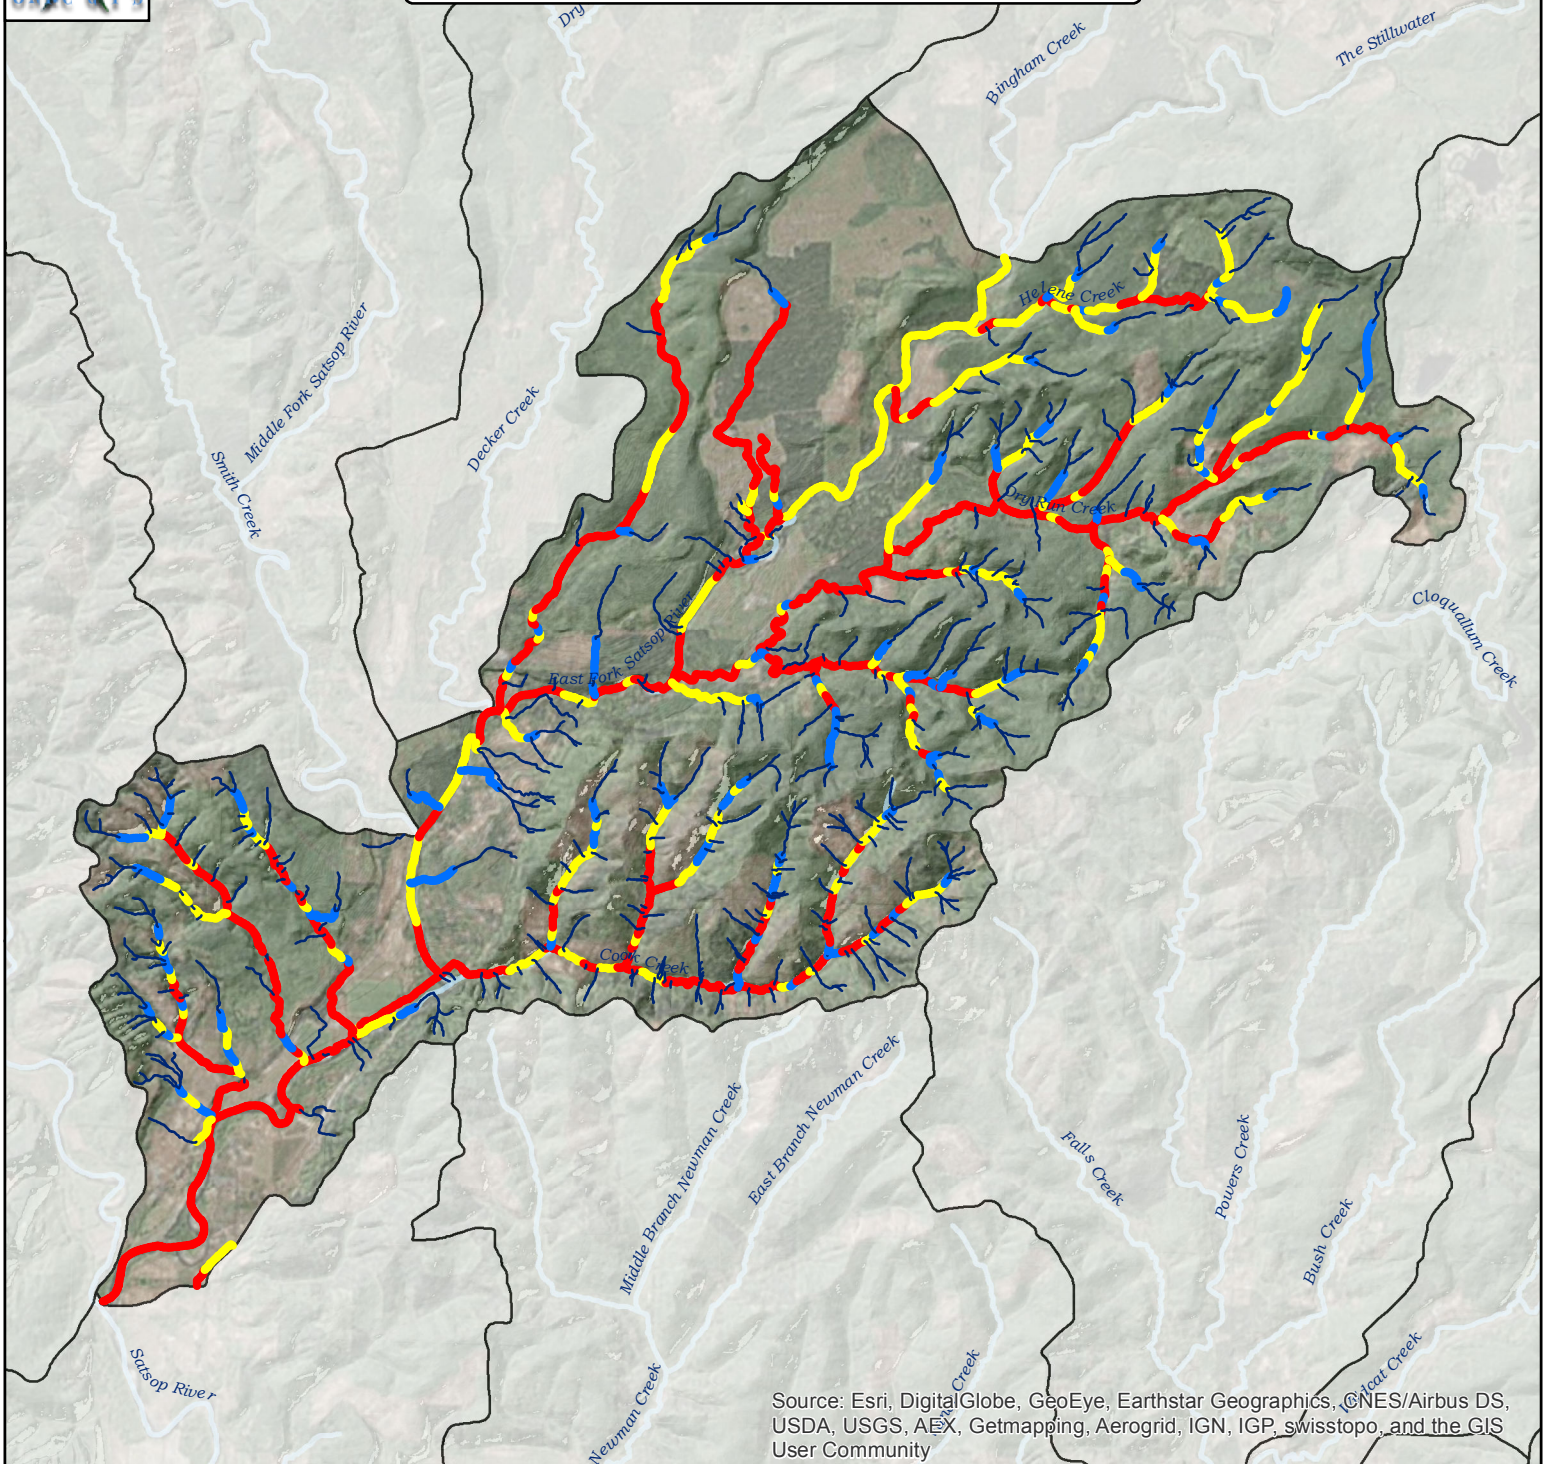 Dry
Bingham Creek
The Stillwater
Helene Creek
Middle Fork Satsop River
Decker Creek
Smith Creek
Dry Run Creek
Cloquallum Creek
East Fork Satsop River
Cook Creek
Middle Branch Newman Creek
East Branch Newman Creek
Falls Creek
Powers Creek
Bush Creek
Satsop River
Newman Creek
Creek
Creek
Source: Esri, DigitalGlobe, GeoEye, Earthstar Geographics, CNES/Airbus DS,
USDA, USGS, AEX, Getmapping, Aerogrid, IGN, IGP, swisstopo, and the GIS
User Community